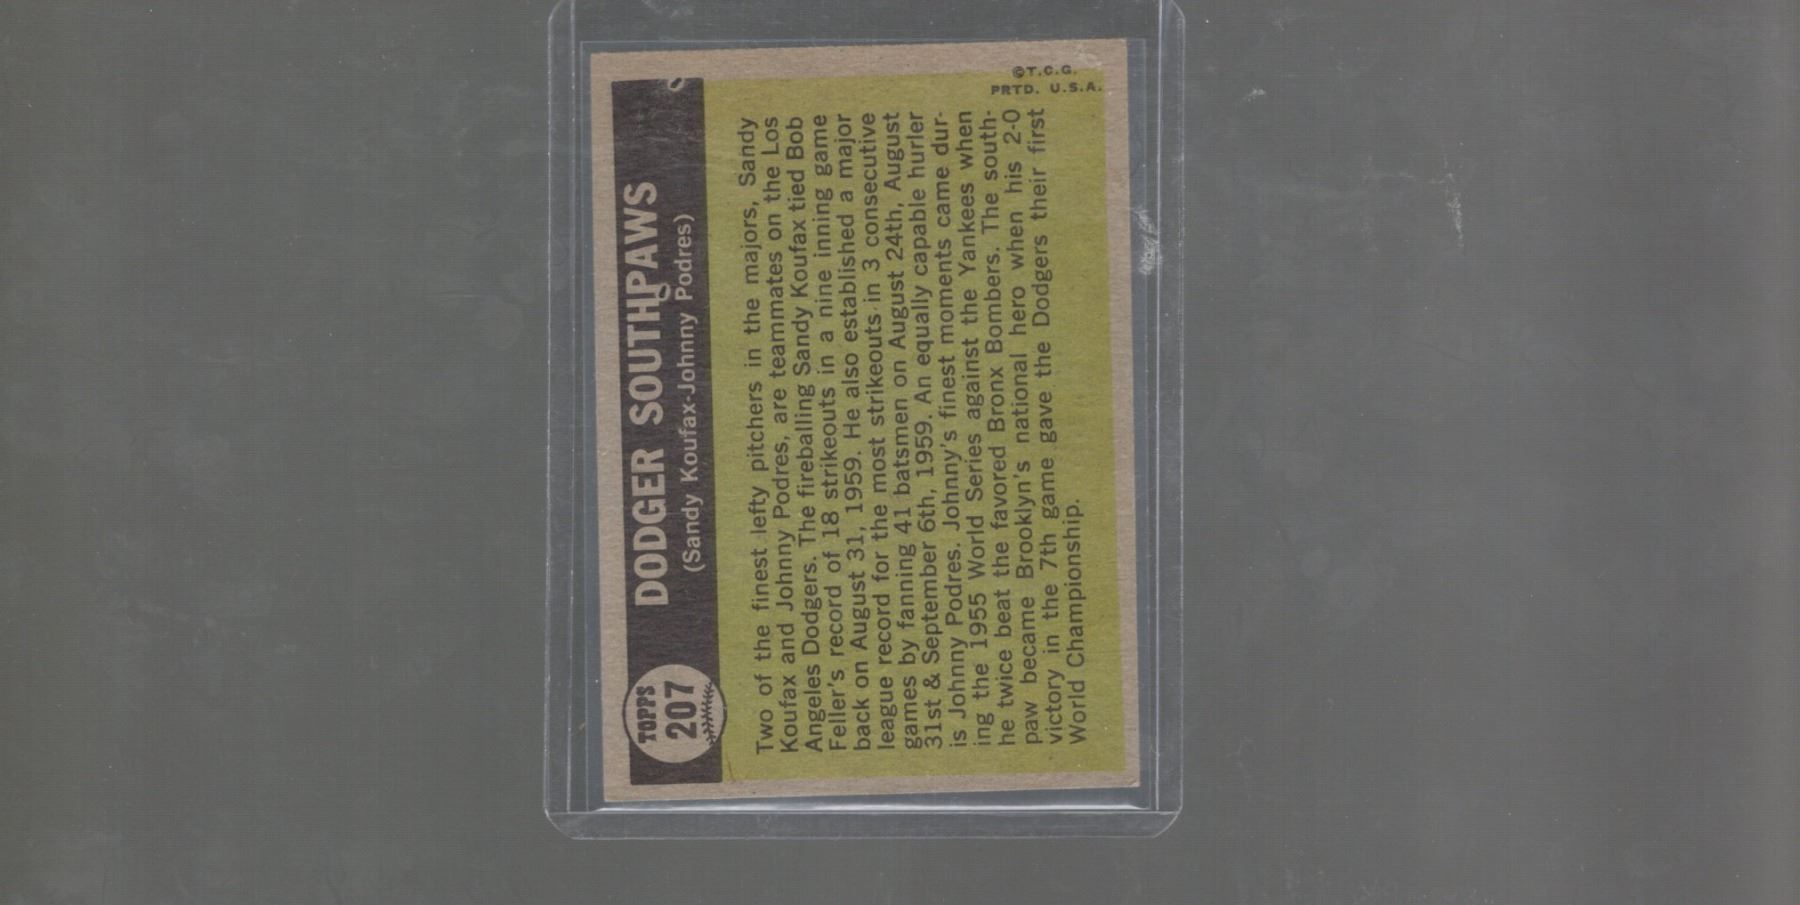 TOPPS
207
DODGER SOUTHPAWS
(Sandy Koufax-Johnny Podres)
Two of the finest lefty pitchers in the majors, Sandy
Koufax and Johnny Podres, are teammates on the Los
Angeles Dodgers. The fireballing Sandy Koufax tied Bob
Feller's record of 18 strikeouts in a nine inning game
back on August 31, 1959. He also established a major
league record for the most strikeouts in 3 consecutive
games by fanning 41 batsmen on August 24th, August
31st & September 6th, 1959. An equally capable hurler
is Johnny Podres. Johnny's finest moments came dur-
ing the 1955 World Series against the Yankees when
he twice beat the favored Bronx Bombers. The south-
paw became Brooklyn's national hero when his 2-0
victory in the 7th game gave the Dodgers their first
World Championship.
©T.C.G.
PRTD. U.S.A.